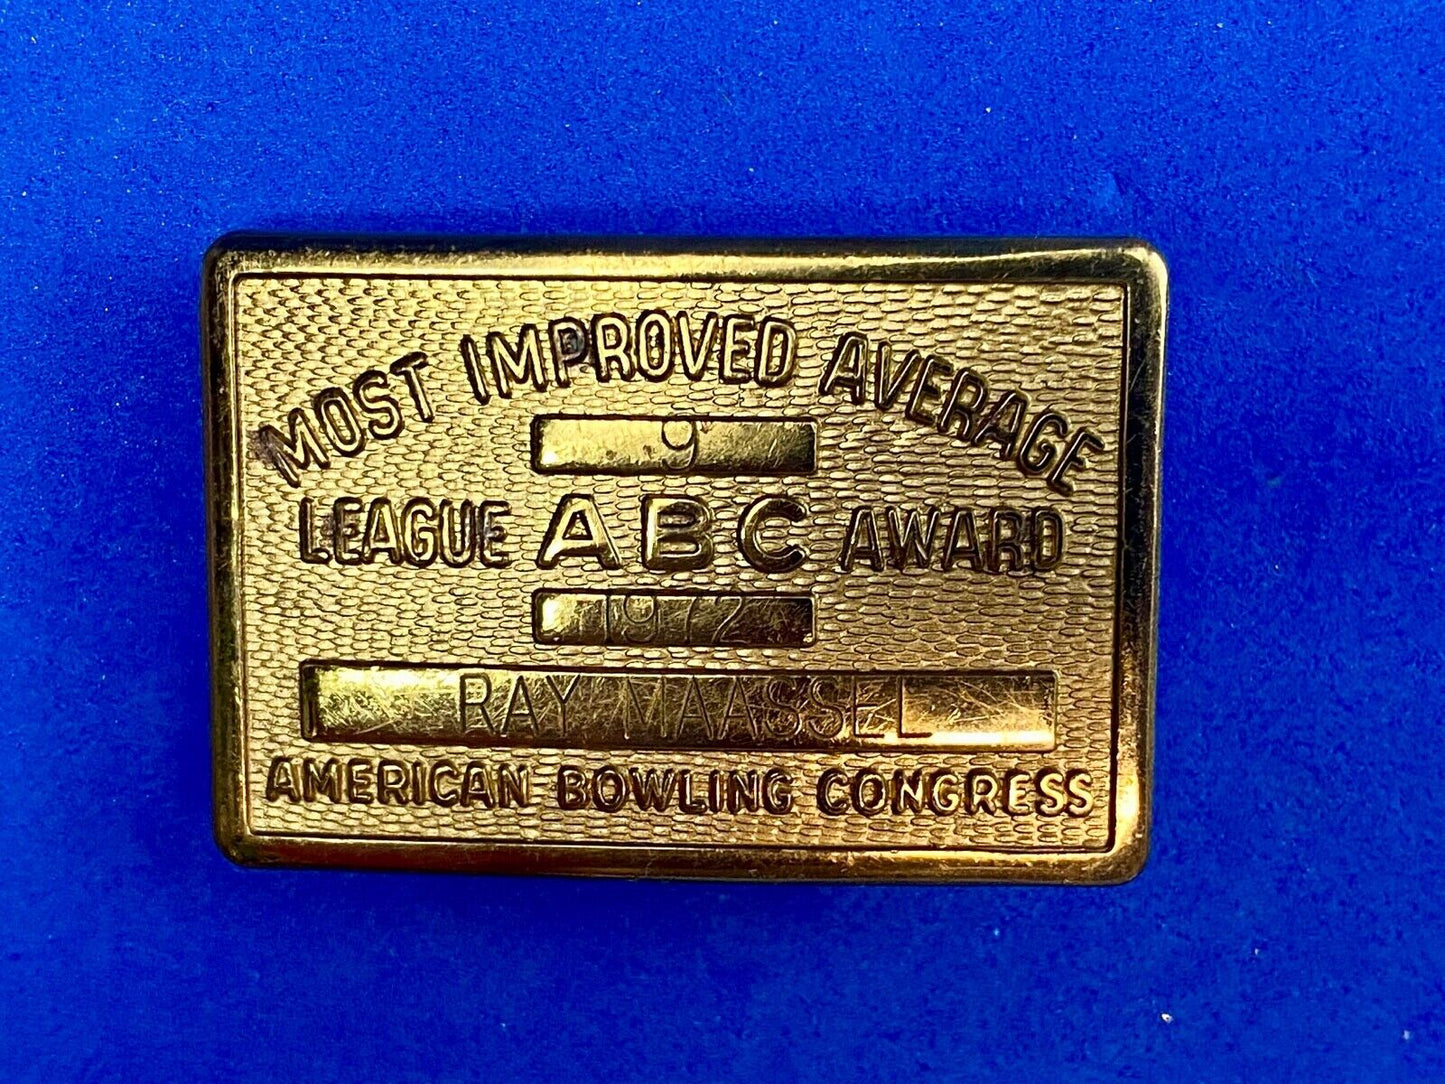 MOST IMPROVED AVERAGE
9
LEAGUE ABC AWARD
1972
RAY MAASSEL
AMERICAN BOWLING CONGRESS